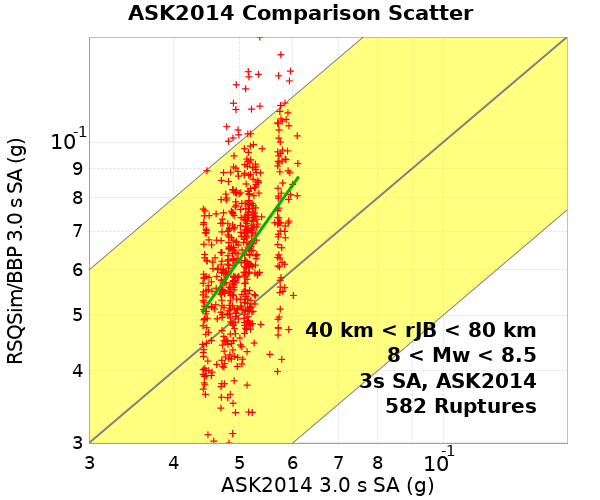 ASK2014 Comparison Scatter
RSQSim/BBP 3.0 s SA (g)
10-1
9
8
7
6
5
4
3
40 km < rJB < 80 km
8 < Mw < 8.5
3s SA, ASK2014
582 Ruptures
3 4 5 6 7 8 10-1
ASK2014 3.0 s SA (g)